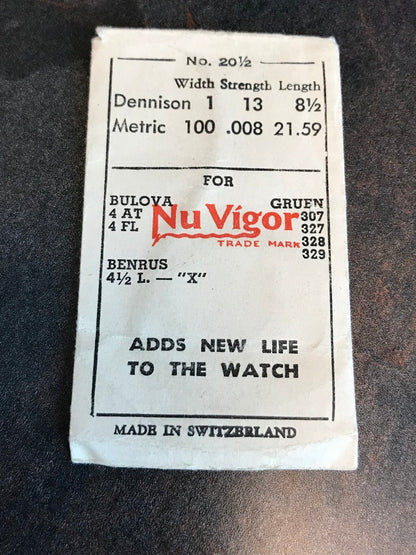 No. 20½
Width Strength Length
Dennison 1 13 8½
Metric 100 .008 21.59
FOR
BULOVA
4 AT
4 FL
Nu Vigor
TRADE MARK
GRUEN
307
327
328
329
BENRUS
4½ L. — "X"
ADDS NEW LIFE
TO THE WATCH
MADE IN SWITZERLAND